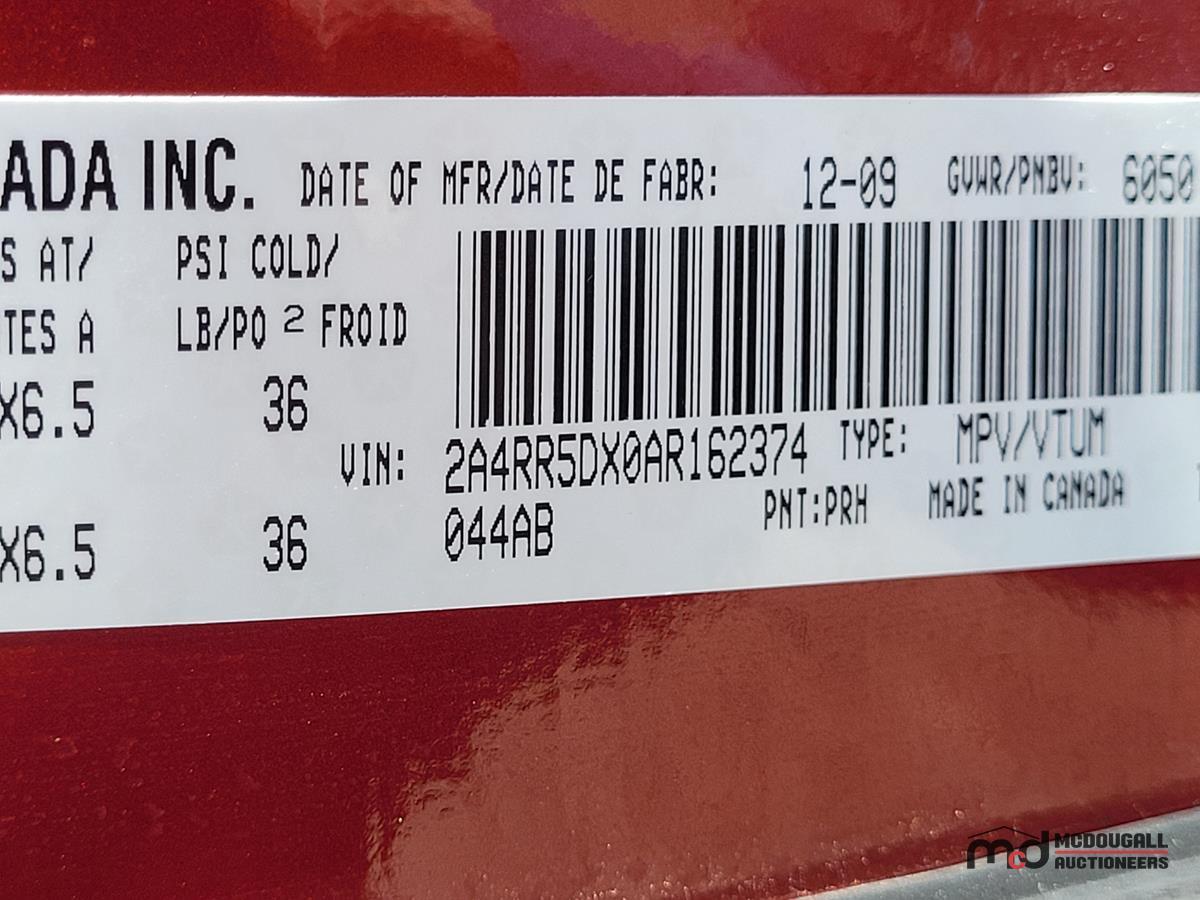 ADA INC. DATE OF MFR/DATE DE FABR: 12-09 GVWR/PNBV: 6050
S AT/ PSI COLD/
TES A LB/PO 2 FROID
X6.5 36
VIN: 2A4RR5DX0AR162374 TYPE: MPV/VTUM
X6.5 36 044AB PNT:PRH MADE IN CANADA
mcd MCDOUGALL
AUCTIONEERS